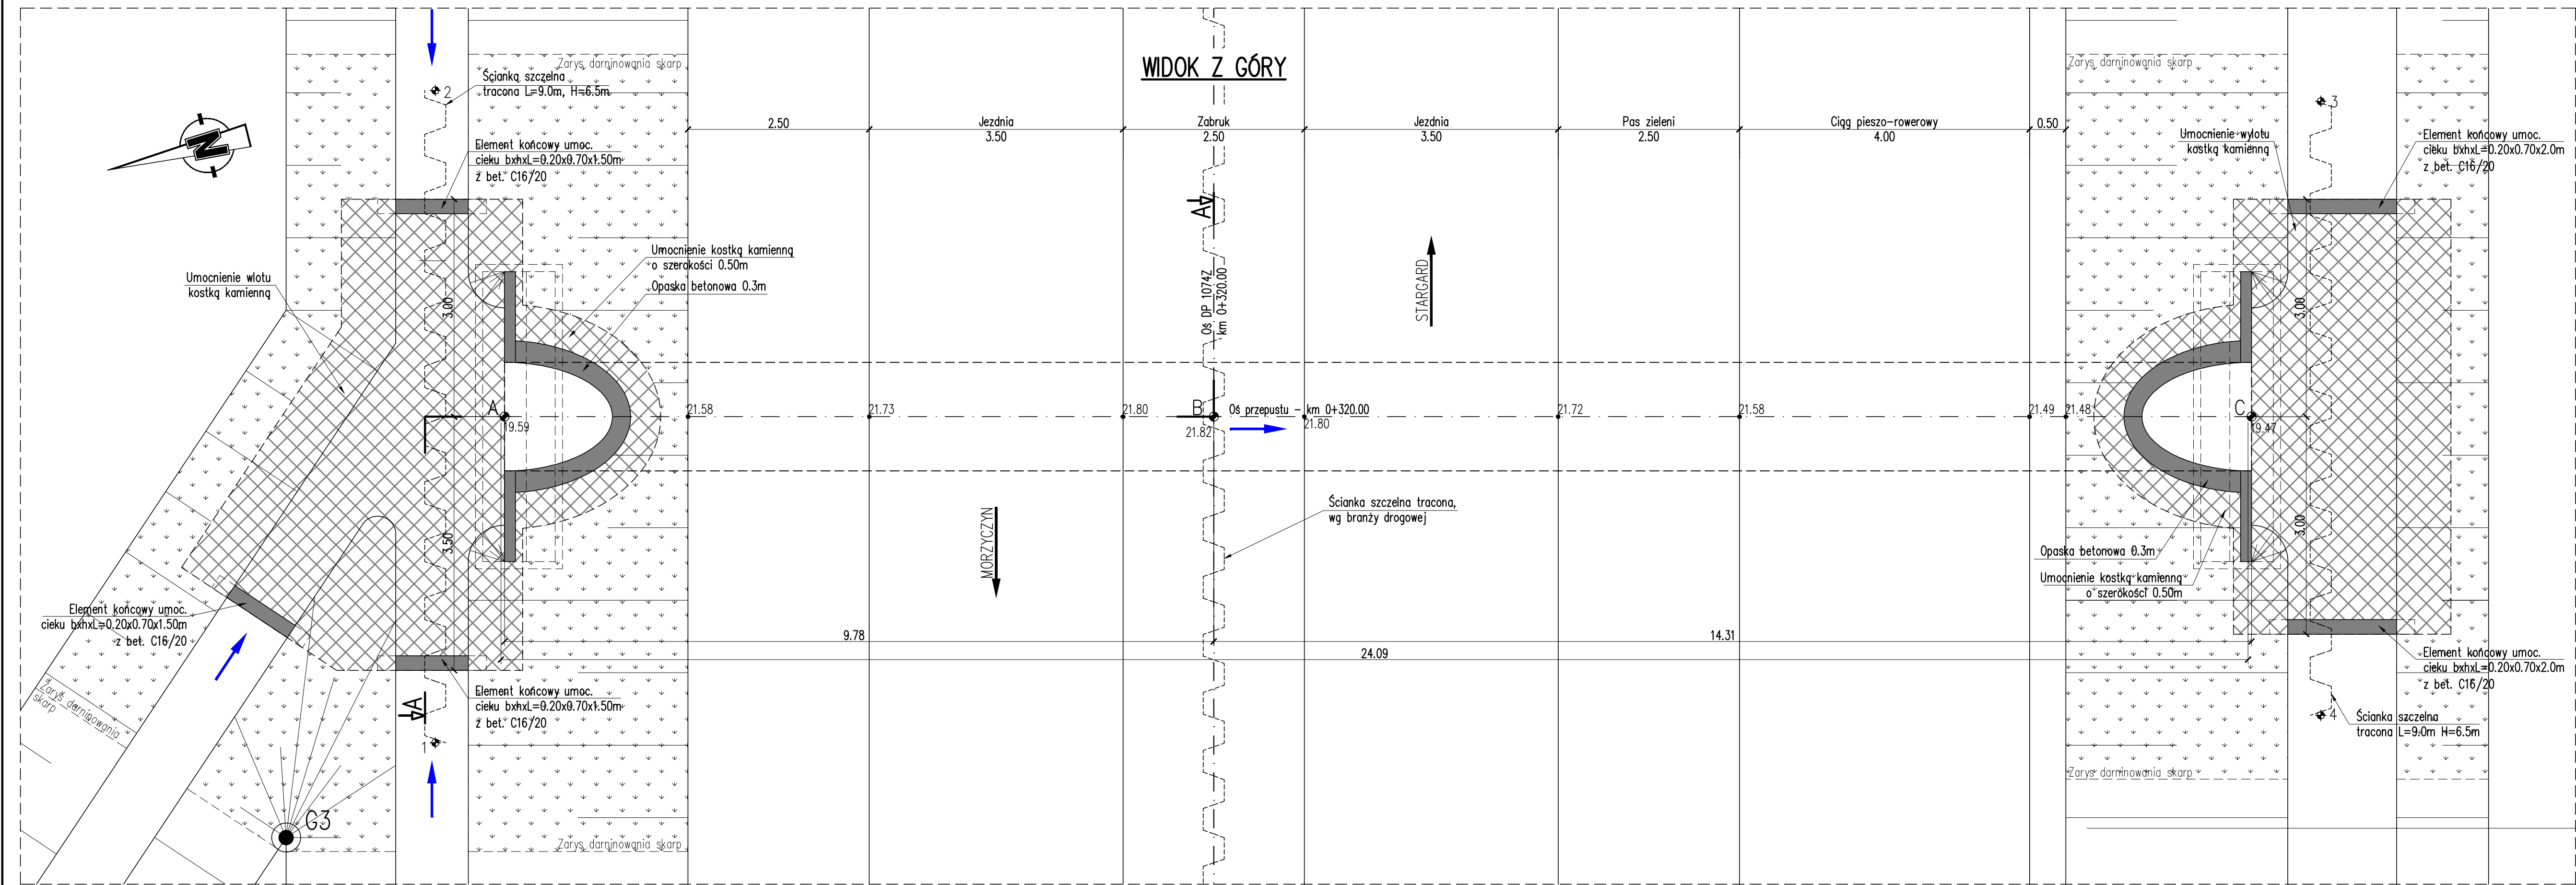 WIDOK Z GÓRY
Zarys darninowania skarp
Ścianka szczelna
tracona L=9.0m, H=6.5m
2
N
Element końcowy umoc.
cieku bxhxL=0.20x0.70x1.50m
z bet. C16/20
Umocnienie wlotu
kostką kamienną
3.00
Umocnienie kostką kamienną
o szerokości 0.50m
Opaska betonowa 0.3m
2.50
Jezdnia
3.50
Zabruk
2.50
Jezdnia
3.50
Pas zieleni
2.50
Ciąg pieszo-rowerowy
4.00
0.50
Zarys darninowania skarp
3
Umocnienie wylotu
kostką kamienną
Element końcowy umoc.
cieku bxhxL=0.20x0.70x2.0m
z bet. C16/20
A
Oś DP 1074Z
km 0+320.00
STARGARD
3.00
A
19.59
21.58
21.73
21.80
B
21.82
Oś przepustu - km 0+320.00
21.80
21.72
21.58
21.49
21.48
C
19.47
3.50
MORZYCZYN
Ścianka szczelna tracona,
wg branży drogowej
3.00
Opaska betonowa 0.3m
Umocnienie kostką kamienną
o szerokości 0.50m
Element końcowy umoc.
cieku bxhxL=0.20x0.70x1.50m
z bet. C16/20
9.78
14.31
24.09
Element końcowy umoc.
cieku bxhxL=0.20x0.70x2.0m
z bet. C16/20
Zarys darninowania
skarp
Element końcowy umoc.
cieku bxhxL=0.20x0.70x1.50m
z bet. C16/20
A
1
4
Ścianka szczelna
tracona L=9.0m H=6.5m
Zarys darninowania skarp
G3
Zarys darninowania skarp